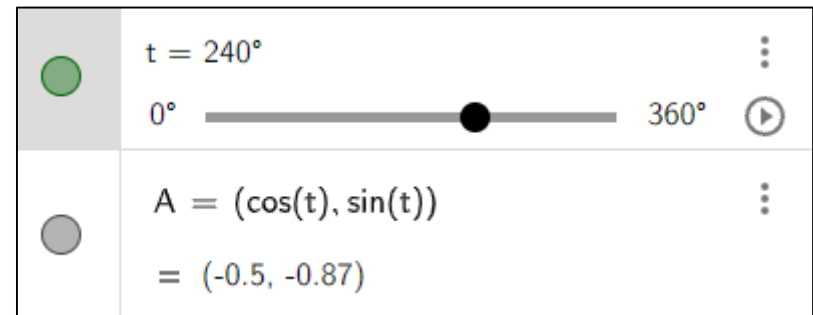 t = 240°
0° 360°
A = (cos(t), sin(t))
= (-0.5, -0.87)